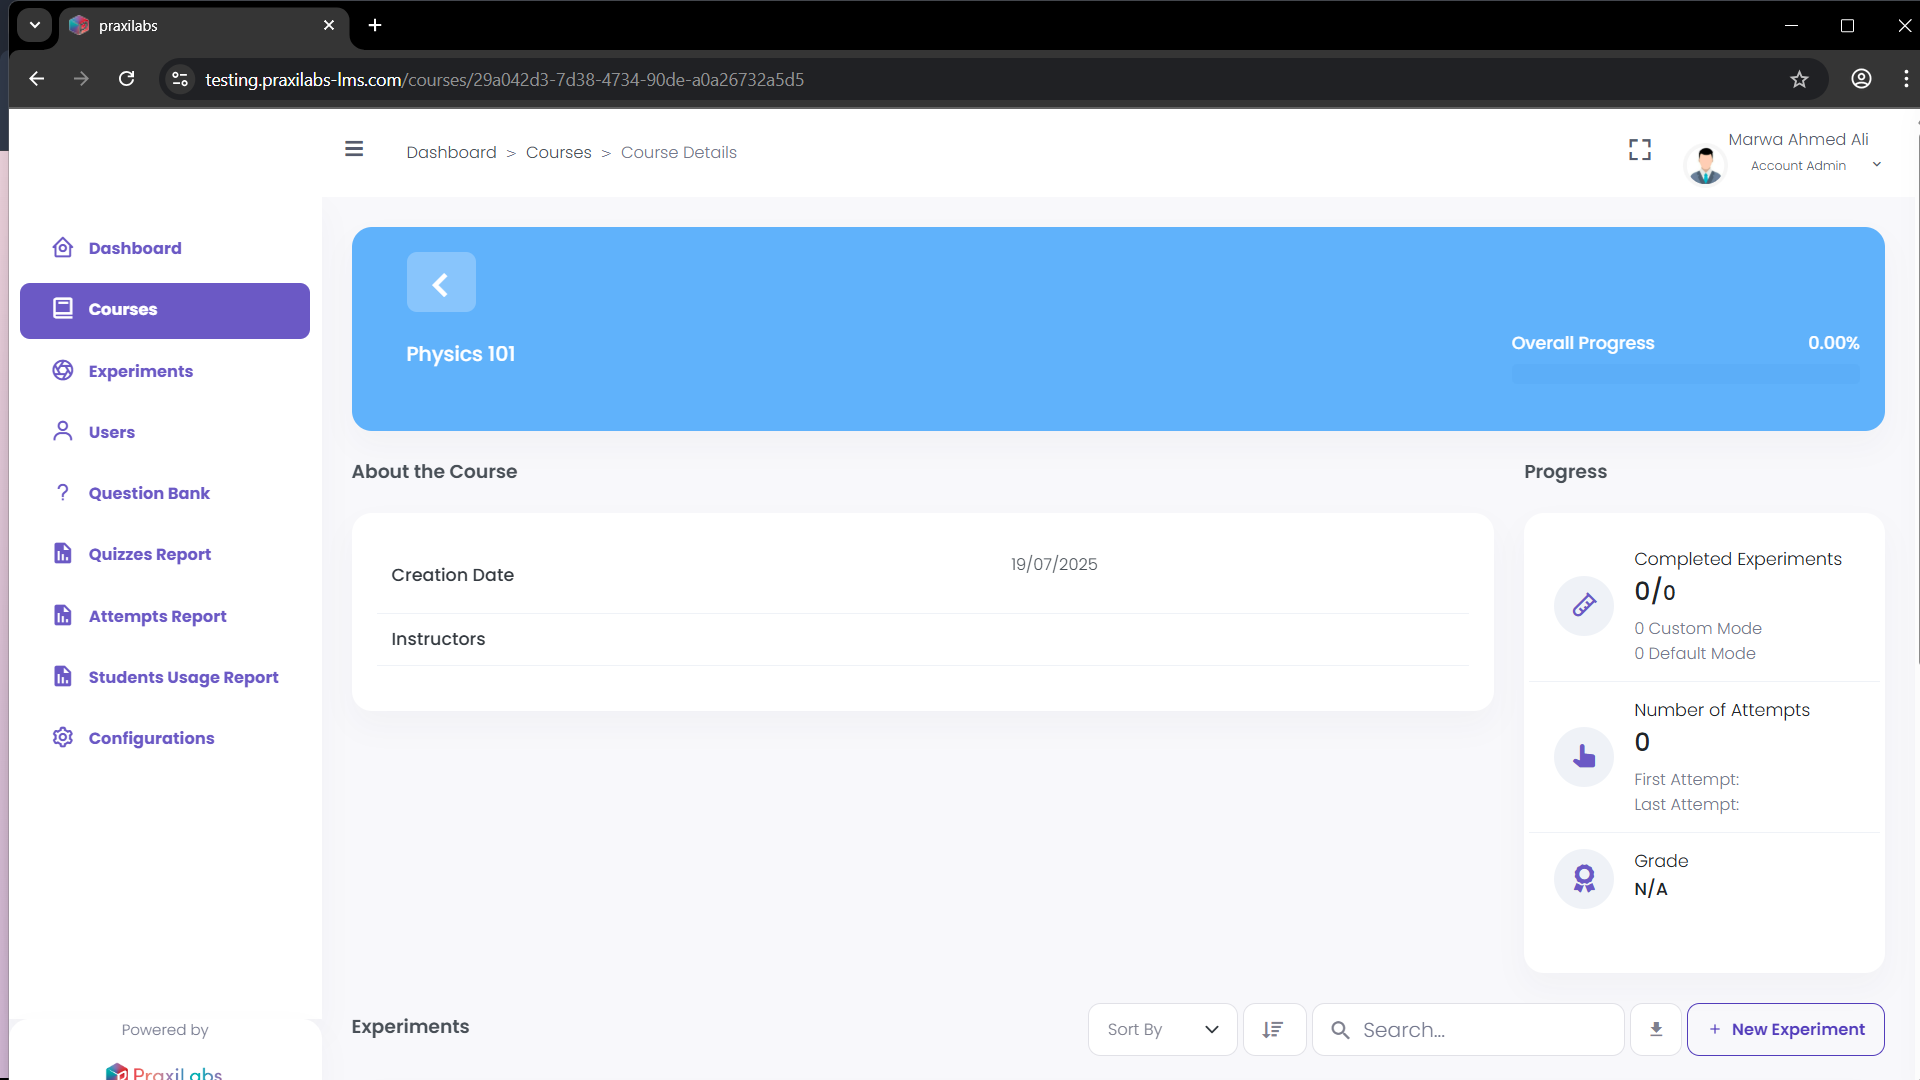 praxilabs
testing.praxilabs-lms.com/courses/29a042d3-7d38-4734-90de-a0a26732a5d5
Dashboard > Courses > Course Details
Marwa Ahmed Ali
Account Admin
Dashboard
Courses
Experiments
Users
Question Bank
Quizzes Report
Attempts Report
Students Usage Report
Configurations
Powered by
PraxiLabs
Physics 101
Overall Progress 0.00%
About the Course
Creation Date 19/07/2025
Instructors
Progress
Completed Experiments
0/0
0 Custom Mode
0 Default Mode
Number of Attempts
0
First Attempt:
Last Attempt:
Grade
N/A
Experiments
Sort By
Search...
+ New Experiment